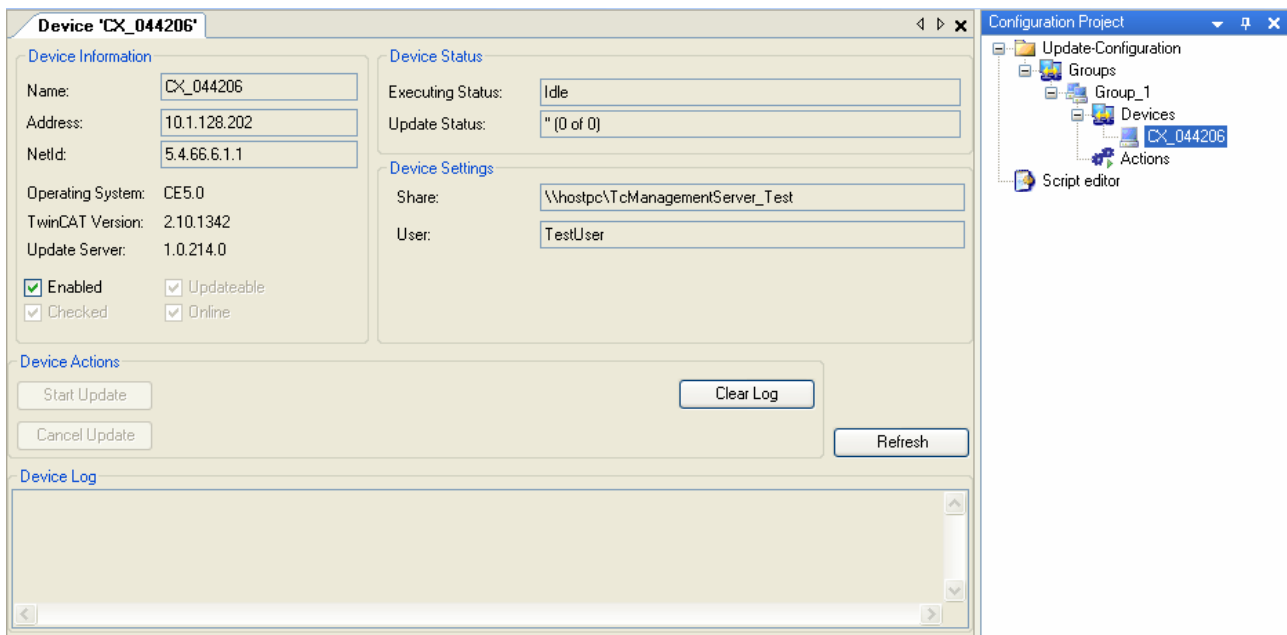 Device 'CX_044206'
Device Information
Name: CX_044206
Address: 10.1.128.202
NetId: 5.4.66.6.1.1
Operating System: CE5.0
TwinCAT Version: 2.10.1342
Update Server: 1.0.214.0
Enabled Updateable
Checked Online
Device Status
Executing Status: Idle
Update Status: '' (0 of 0)
Device Settings
Share: \\hostpc\TcManagementServer_Test
User: TestUser
Device Actions
Start Update
Clear Log
Cancel Update
Refresh
Device Log
Configuration Project
Update-Configuration
Groups
Group_1
Devices
CX_044206
Actions
Script editor